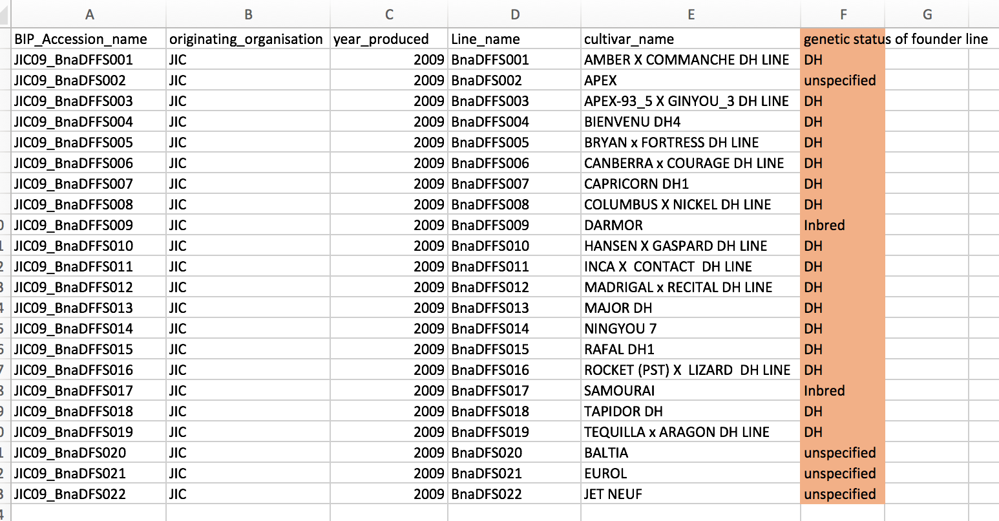 A B C D E F G
BIP_Accession_name originating_organisation year_produced Line_name cultivar_name genetic status of founder line
JIC09_BnaDFFS001 JIC 2009 BnaDFFS001 AMBER X COMMANCHE DH LINE DH
JIC09_BnaDFS002 JIC 2009 BnaDFS002 APEX unspecified
JIC09_BnaDFFS003 JIC 2009 BnaDFFS003 APEX-93_5 X GINYOU_3 DH LINE DH
JIC09_BnaDFFS004 JIC 2009 BnaDFFS004 BIENVENU DH4 DH
JIC09_BnaDFFS005 JIC 2009 BnaDFFS005 BRYAN x FORTRESS DH LINE DH
JIC09_BnaDFFS006 JIC 2009 BnaDFFS006 CANBERRA x COURAGE DH LINE DH
JIC09_BnaDFFS007 JIC 2009 BnaDFFS007 CAPRICORN DH1 DH
JIC09_BnaDFFS008 JIC 2009 BnaDFFS008 COLUMBUS X NICKEL DH LINE DH
JIC09_BnaDFFS009 JIC 2009 BnaDFFS009 DARMOR Inbred
JIC09_BnaDFFS010 JIC 2009 BnaDFFS010 HANSEN X GASPARD DH LINE DH
JIC09_BnaDFFS011 JIC 2009 BnaDFFS011 INCA X  CONTACT  DH LINE DH
JIC09_BnaDFFS012 JIC 2009 BnaDFFS012 MADRIGAL x RECITAL DH LINE DH
JIC09_BnaDFFS013 JIC 2009 BnaDFFS013 MAJOR DH DH
JIC09_BnaDFFS014 JIC 2009 BnaDFFS014 NINGYOU 7 DH
JIC09_BnaDFFS015 JIC 2009 BnaDFFS015 RAFAL DH1 DH
JIC09_BnaDFFS016 JIC 2009 BnaDFFS016 ROCKET (PST) X  LIZARD  DH LINE DH
JIC09_BnaDFFS017 JIC 2009 BnaDFFS017 SAMOURAI Inbred
JIC09_BnaDFFS018 JIC 2009 BnaDFFS018 TAPIDOR DH DH
JIC09_BnaDFFS019 JIC 2009 BnaDFFS019 TEQUILLA x ARAGON DH LINE DH
JIC09_BnaDFS020 JIC 2009 BnaDFS020 BALTIA unspecified
JIC09_BnaDFS021 JIC 2009 BnaDFS021 EUROL unspecified
JIC09_BnaDFS022 JIC 2009 BnaDFS022 JET NEUF unspecified